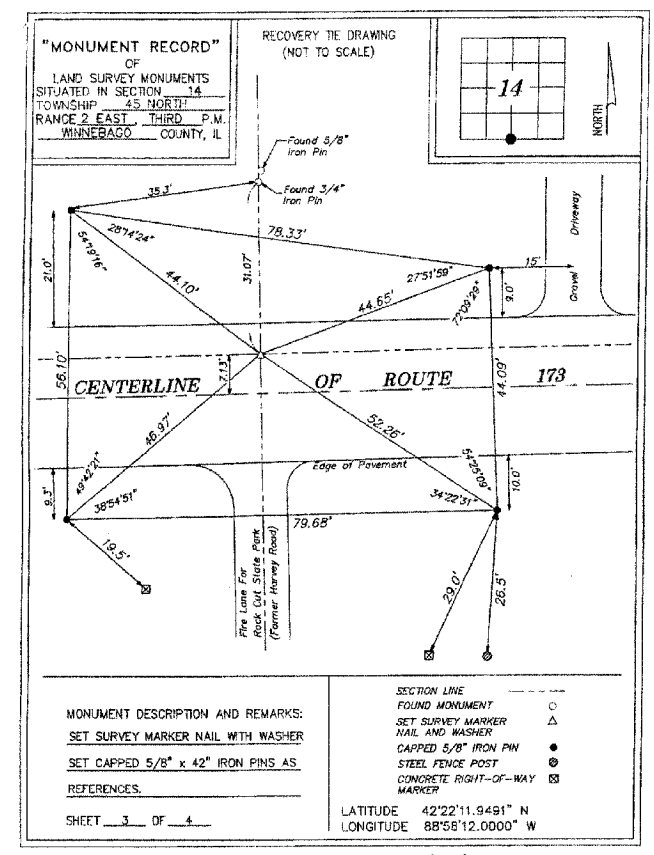 "MONUMENT RECORD"
OF
LAND SURVEY MONUMENTS
SITUATED IN SECTION 14
TOWNSHIP 45 NORTH
RANGE 2 EAST, THIRD P.M.
WINNEBAGO COUNTY, IL
RECOVERY TIE DRAWING
(NOT TO SCALE)
14
NORTH
Found 5/8"
Iron Pin
Found 3/4"
Iron Pin
35.3'
78.33'
28°14'24"
54°19'16"
21.0'
44.10'
31.07'
27°51'59"
72°09'29"
44.65'
15'
9.0'
Gravel Driveway
56.10'
7.13'
44.09'
CENTERLINE OF ROUTE 173
46.97'
52.26'
49°42'21"
38°54'51"
9.3'
Edge of Pavement
54°25'09"
34°22'31"
10.0'
79.68'
19.5'
Fire Lane For
Rock Cut State Park
(Former Harvey Road)
29.0'
26.5'
MONUMENT DESCRIPTION AND REMARKS:
SET SURVEY MARKER NAIL WITH WASHER
SET CAPPED 5/8" x 42" IRON PINS AS
REFERENCES.
SHEET 3 OF 4
SECTION LINE
FOUND MONUMENT
SET SURVEY MARKER
NAIL AND WASHER
CAPPED 5/8" IRON PIN
STEEL FENCE POST
CONCRETE RIGHT-OF-WAY
MARKER
LATITUDE 42°22'11.9491" N
LONGITUDE 88°58'12.0000" W